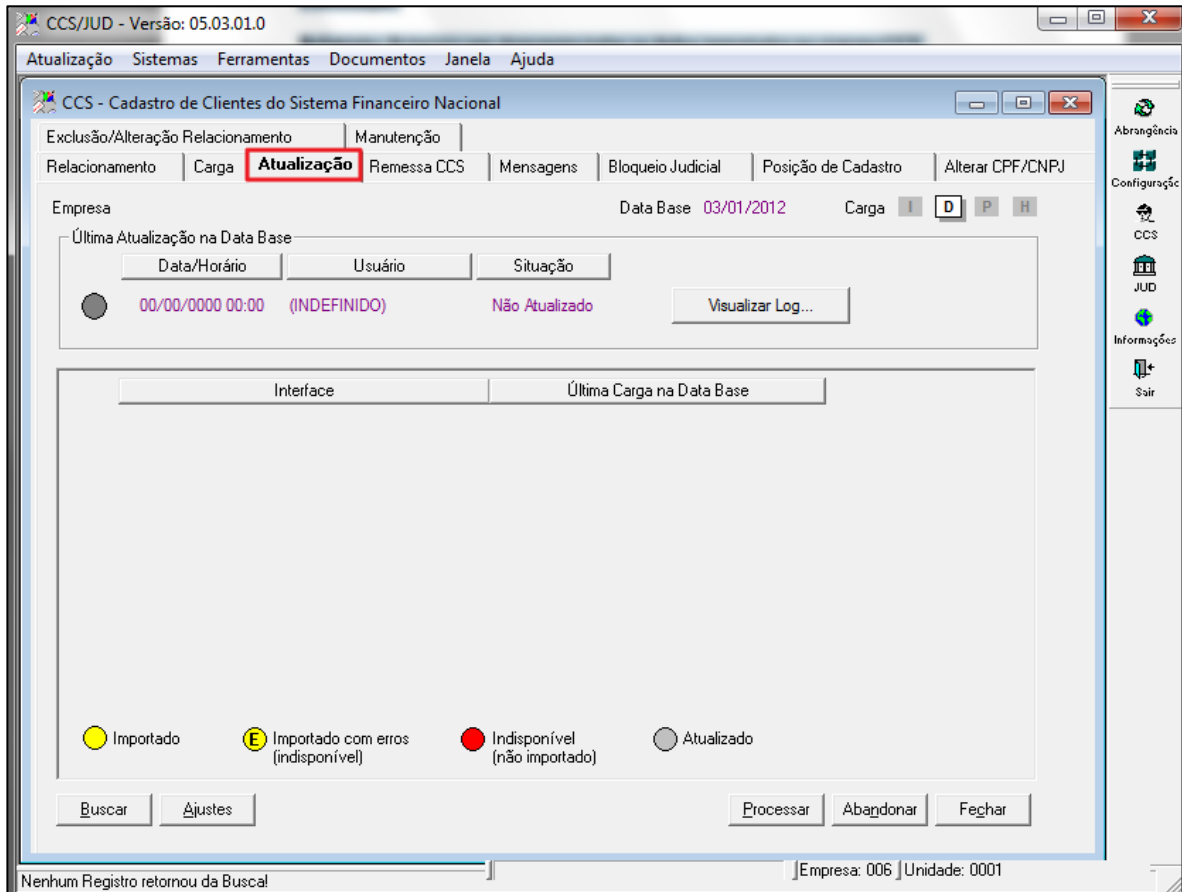 CCS/JUD - Versão: 05.03.01.0
Atualização Sistemas Ferramentas Documentos Janela Ajuda
CCS - Cadastro de Clientes do Sistema Financeiro Nacional
Exclusão/Alteração Relacionamento Manutenção
Relacionamento Carga Atualização Remessa CCS Mensagens Bloqueio Judicial Posição de Cadastro Alterar CPF/CNPJ
Empresa Data Base 03/01/2012 Carga I D P H
Última Atualização na Data Base
Data/Horário Usuário Situação
00/00/0000 00:00 (INDEFINIDO) Não Atualizado Visualizar Log...
Interface Última Carga na Data Base
Importado E Importado com erros (indisponível) Indisponível (não importado) Atualizado
Buscar Ajustes Processar Abandonar Fechar
Nenhum Registro retornou da Busca! Empresa: 006 Unidade: 0001
Abrangência
Configuraçãc
CCS
JUD
Informações
Sair